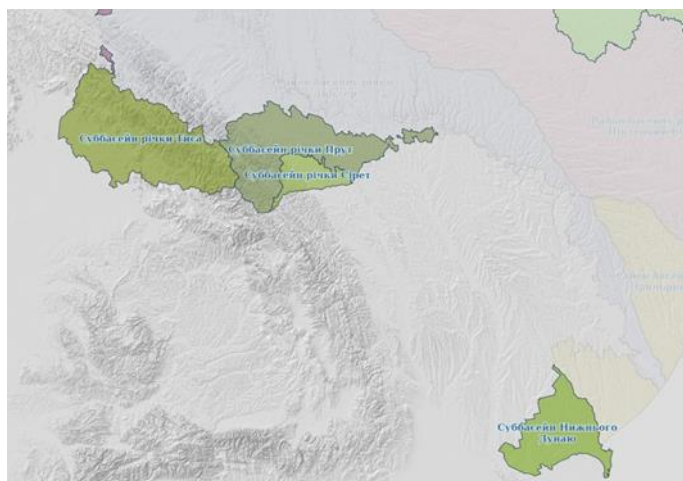 Суббасейн річки Тиса
Суббасейн річки Прут
Суббасейн річки Сірет
Суббасейн Нижнього
Дунаю